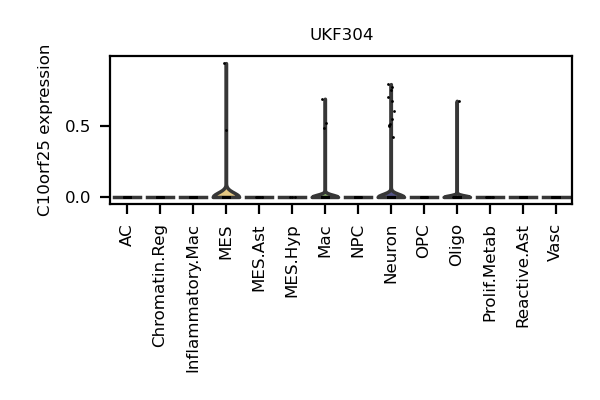 UKF304
C10orf25 expression
0.5
0.0
AC
Chromatin.Reg
Inflammatory.Mac
MES
MES.Ast
MES.Hyp
Mac
NPC
Neuron
OPC
Oligo
Prolif.Metab
Reactive.Ast
Vasc